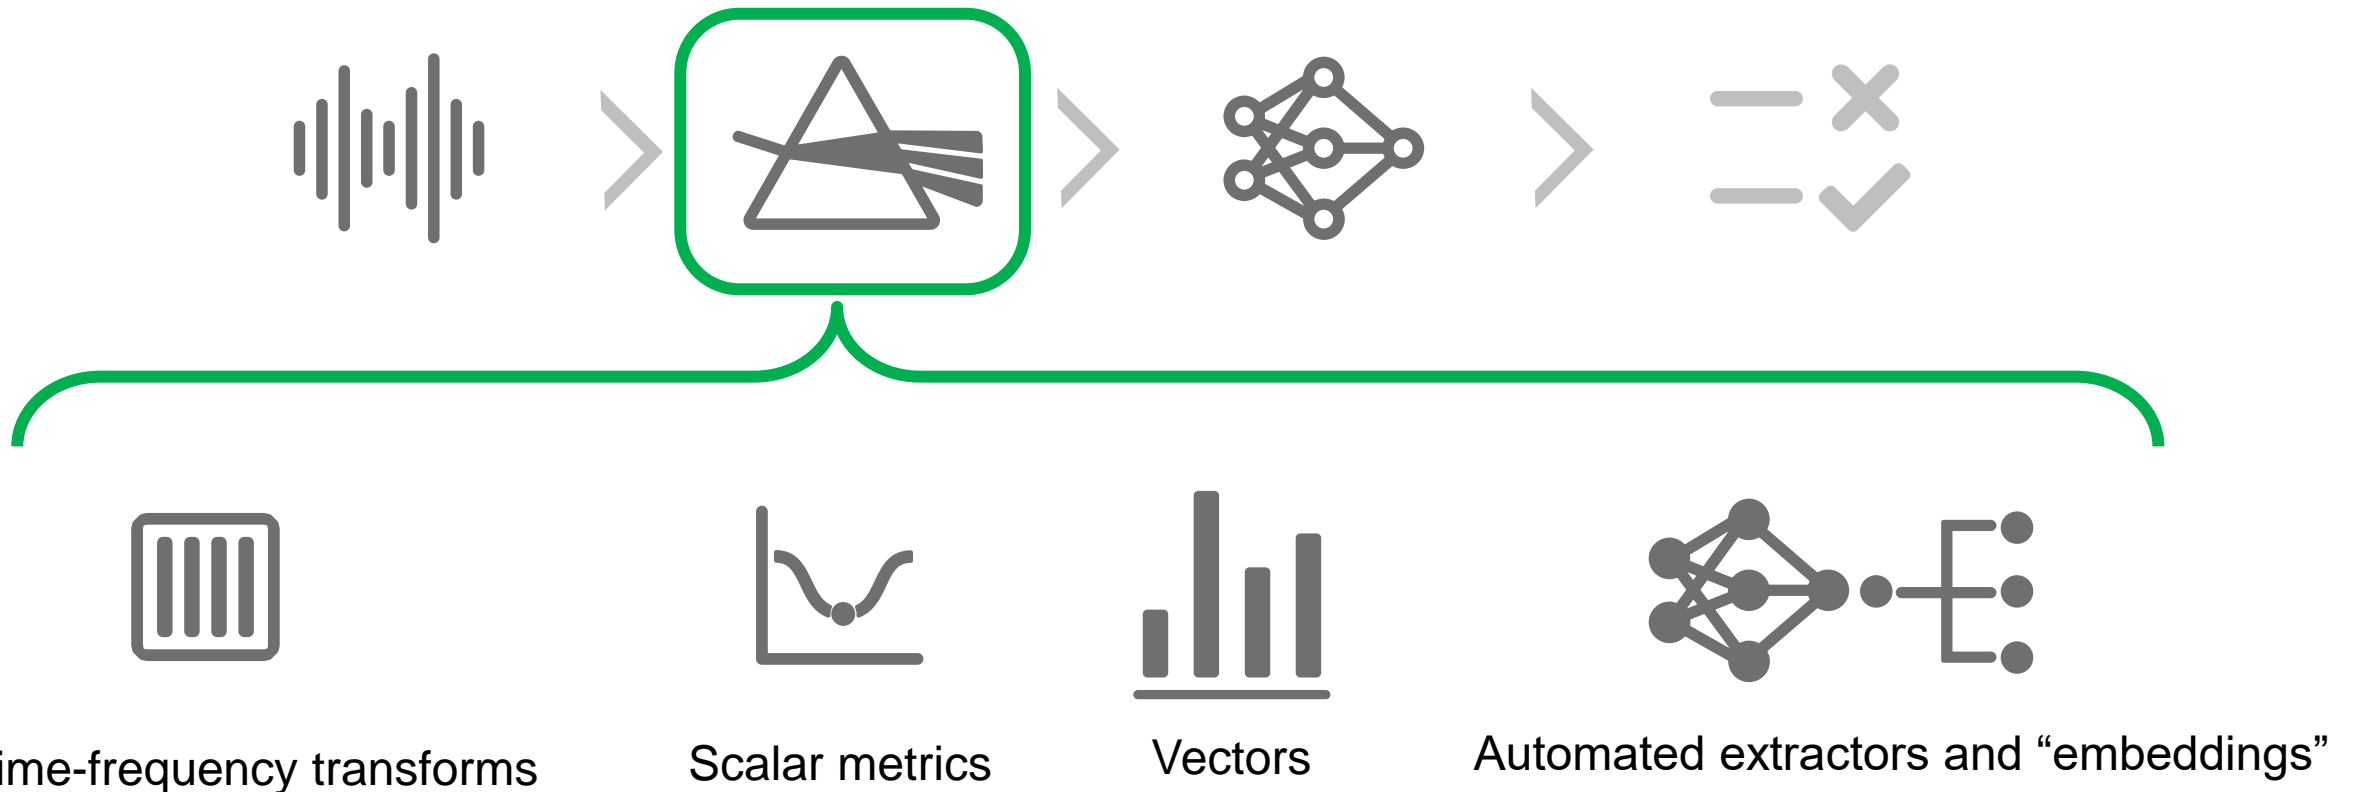 ime-frequency transforms
Scalar metrics
Vectors
Automated extractors and “embeddings”